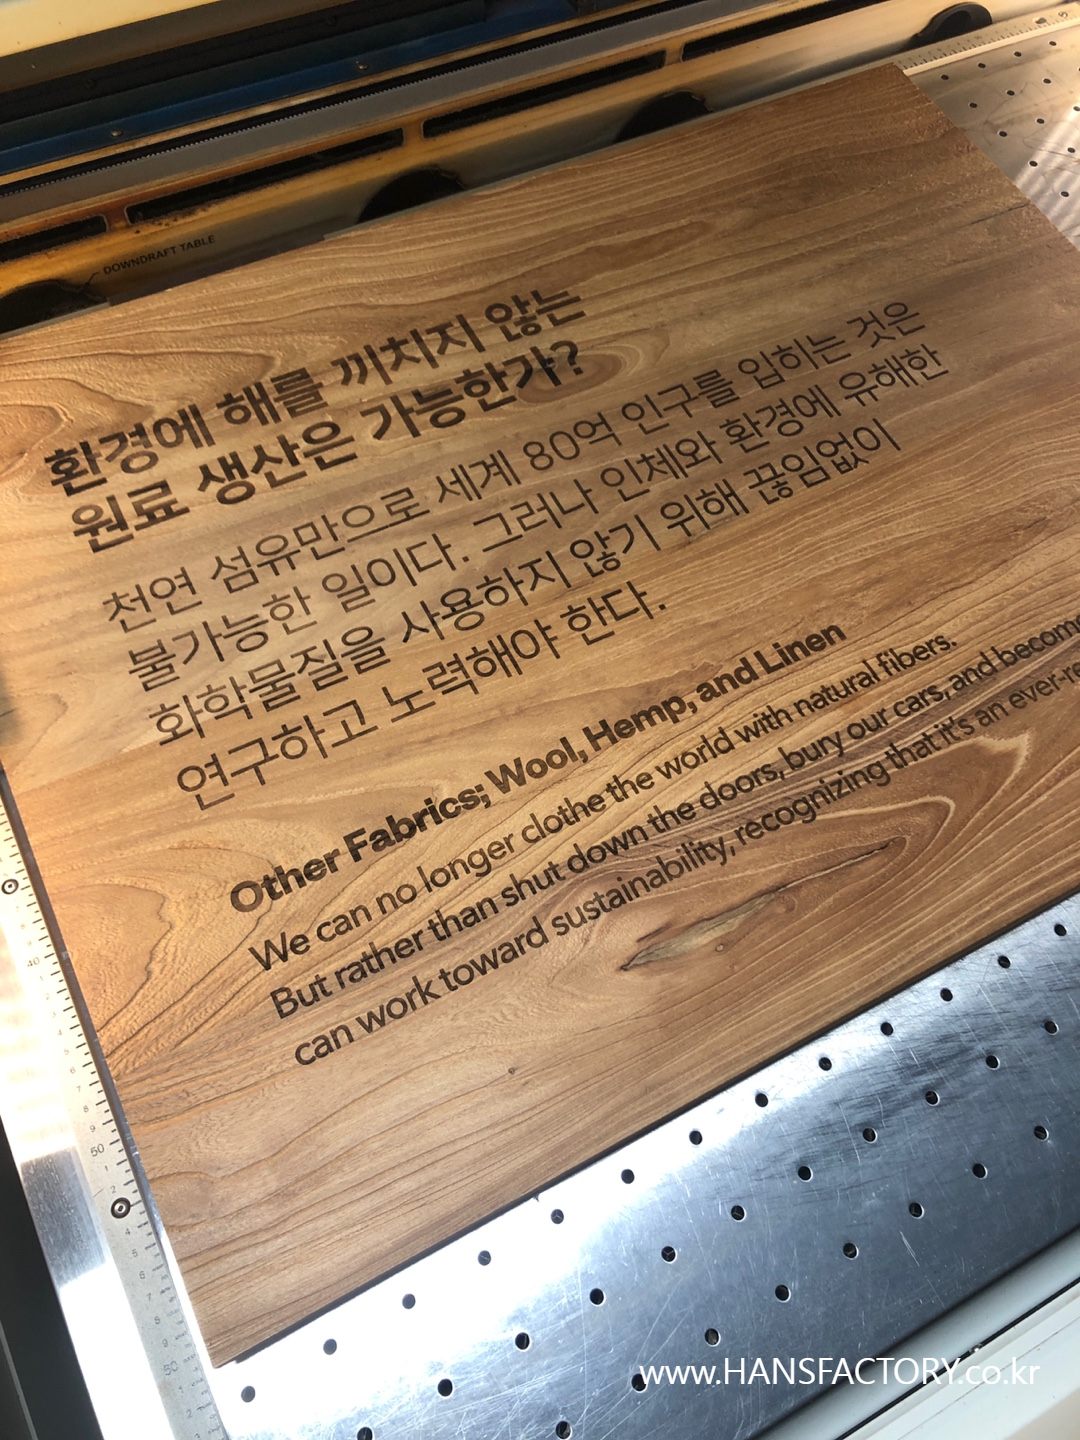 DOWNDRAFT TABLE
환경에 해를 끼치지 않는
원료 생산은 가능한가?
천연 섬유만으로 세계 80억 인구를 입히는 것은
불가능한 일이다. 그러나 인체와 환경에 유해한
화학물질을 사용하지 않기 위해 끊임없이
연구하고 노력해야 한다.
Other Fabrics; Wool, Hemp, and Linen
We can no longer clothe the world with natural fibers.
But rather than shut down the doors, bury our cars, and become
can work toward sustainability, recognizing that it's an
www.HANSFACTORY.co.kr